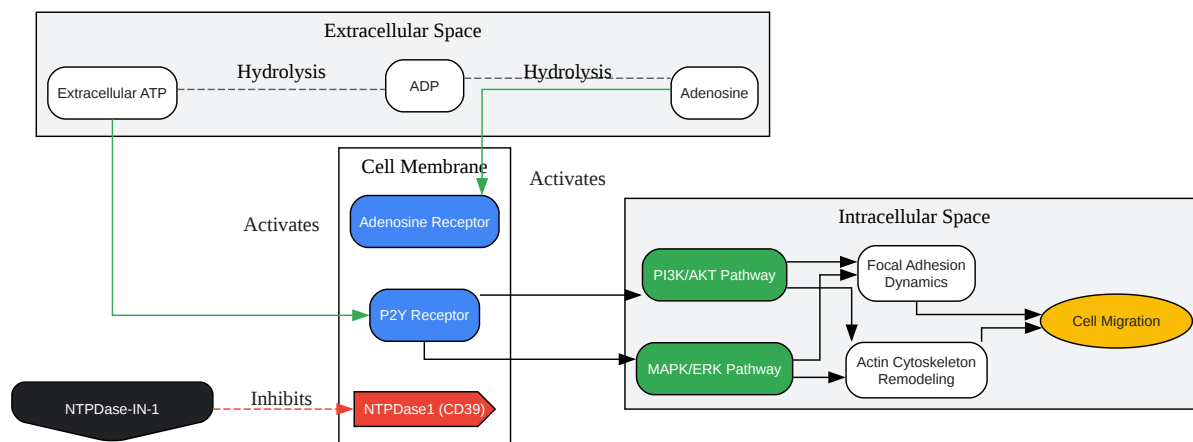 Extracellular Space
Hydrolysis
Hydrolysis
Extracellular ATP
ADP
Adenosine
Cell Membrane
Activates
Activates
Adenosine Receptor
Intracellular Space
PI3K/AKT Pathway
Focal Adhesion
Dynamics
P2Y Receptor
Cell Migration
MAPK/ERK Pathway
Actin Cytoskeleton
Remodeling
NTPDase-IN-1
Inhibits
NTPDase1 (CD39)